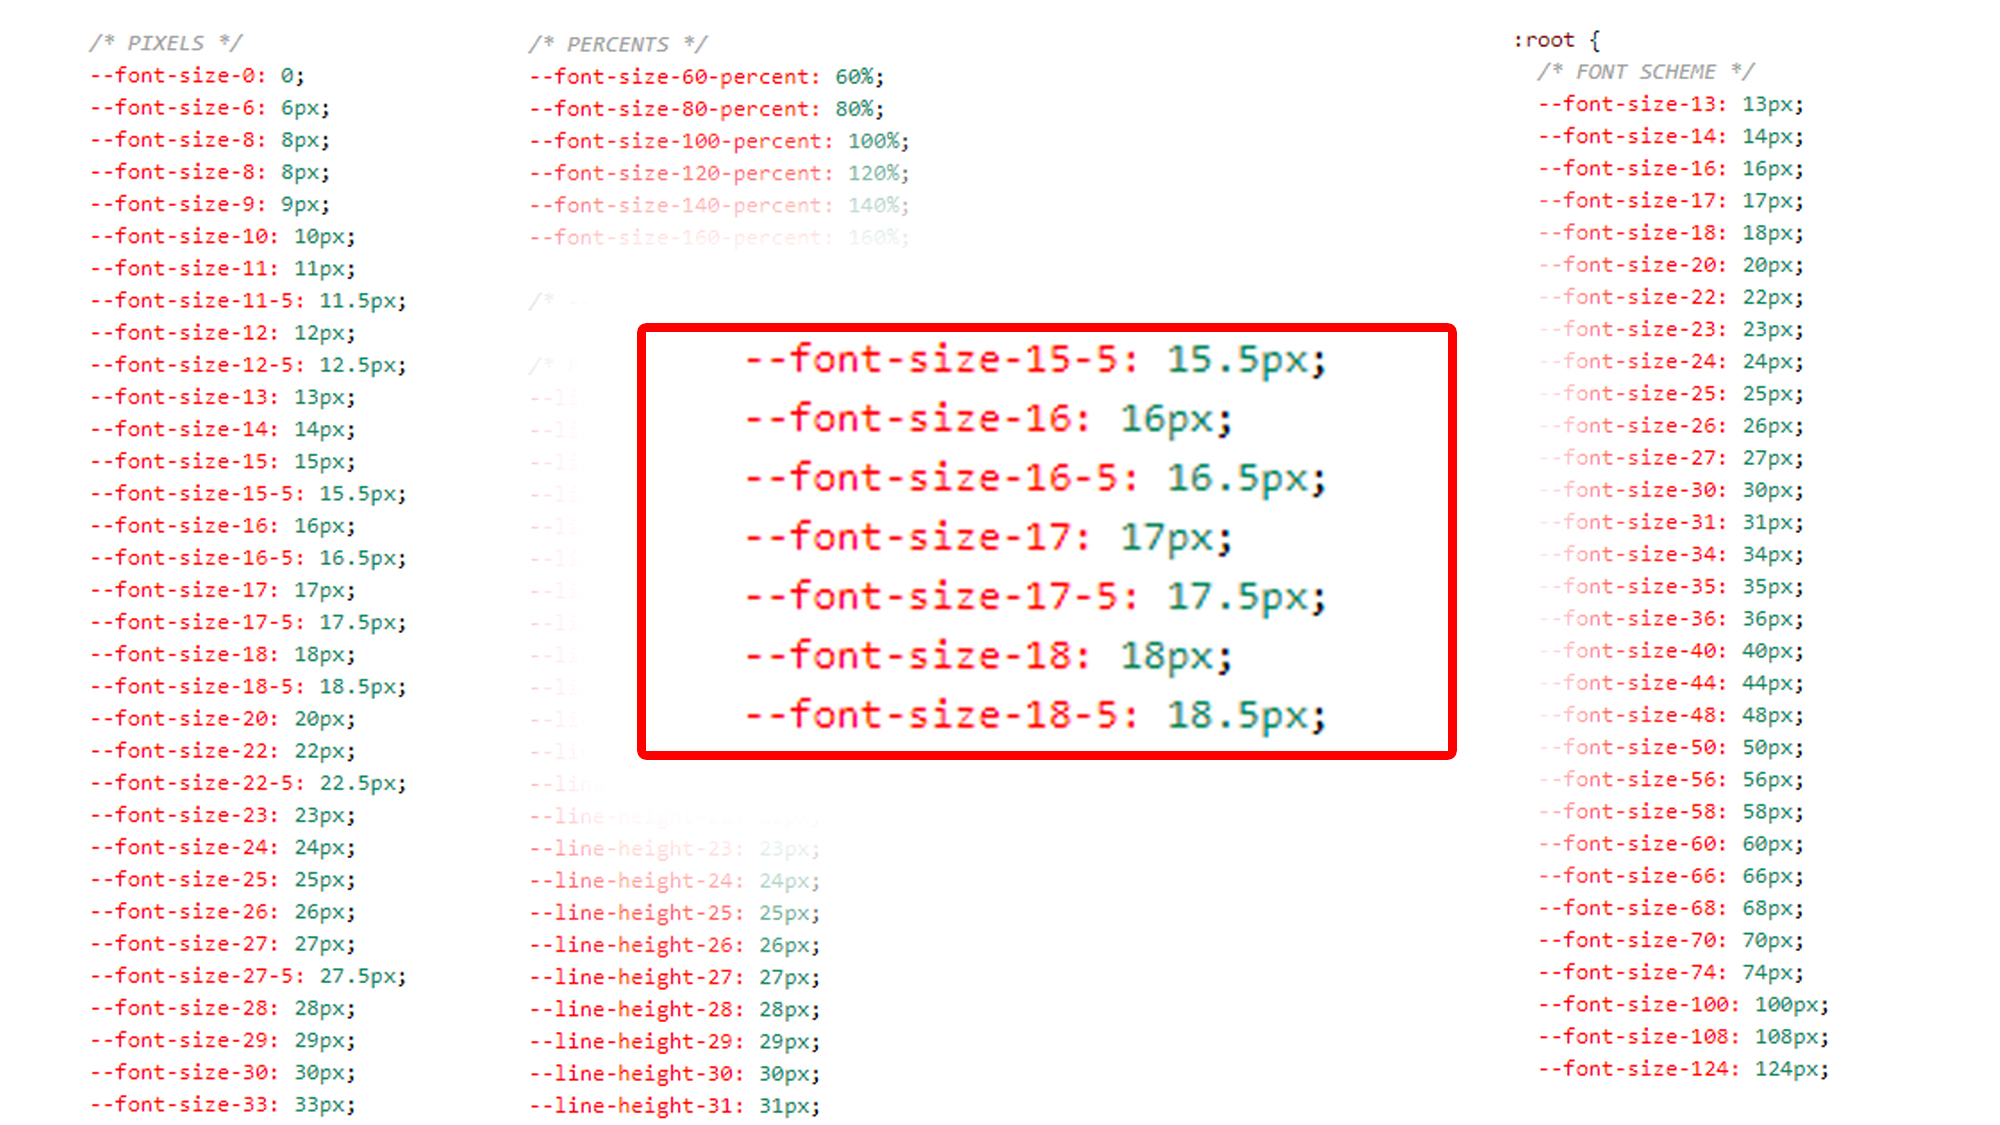 /* PIXELS */
--font-size-0: 0;
--font-size-6: 6px;
--font-size-8: 8px;
--font-size-8: 8px;
--font-size-9: 9px;
--font-size-10: 10px;
--font-size-11: 11px;
--font-size-11-5: 11.5px;
--font-size-12: 12px;
--font-size-12-5: 12.5px;
--font-size-13: 13px;
--font-size-14: 14px;
--font-size-15: 15px;
--font-size-15-5: 15.5px;
--font-size-16: 16px;
--font-size-16-5: 16.5px;
--font-size-17: 17px;
--font-size-17-5: 17.5px;
--font-size-18: 18px;
--font-size-18-5: 18.5px;
--font-size-20: 20px;
--font-size-22: 22px;
--font-size-22-5: 22.5px;
--font-size-23: 23px;
--font-size-24: 24px;
--font-size-25: 25px;
--font-size-26: 26px;
--font-size-27: 27px;
--font-size-27-5: 27.5px;
--font-size-28: 28px;
--font-size-29: 29px;
--font-size-30: 30px;
--font-size-33: 33px;
/* PERCENTS */
--font-size-60-percent: 60%;
--font-size-80-percent: 80%;
--font-size-100-percent: 100%;
--font-size-120-percent: 120%;
--font-size-140-percent: 140%;
--font-size-160-percent: 160%;
--font-size-15-5: 15.5px;
--font-size-16: 16px;
--font-size-16-5: 16.5px;
--font-size-17: 17px;
--font-size-17-5: 17.5px;
--font-size-18: 18px;
--font-size-18-5: 18.5px;
--line-height-23: 23px;
--line-height-24: 24px;
--line-height-25: 25px;
--line-height-26: 26px;
--line-height-27: 27px;
--line-height-28: 28px;
--line-height-29: 29px;
--line-height-30: 30px;
--line-height-31: 31px;
:root {
/* FONT SCHEME */
--font-size-13: 13px;
--font-size-14: 14px;
--font-size-16: 16px;
--font-size-17: 17px;
--font-size-18: 18px;
--font-size-20: 20px;
--font-size-22: 22px;
--font-size-23: 23px;
--font-size-24: 24px;
--font-size-25: 25px;
--font-size-26: 26px;
--font-size-27: 27px;
--font-size-30: 30px;
--font-size-31: 31px;
--font-size-34: 34px;
--font-size-35: 35px;
--font-size-36: 36px;
--font-size-40: 40px;
--font-size-44: 44px;
--font-size-48: 48px;
--font-size-50: 50px;
--font-size-56: 56px;
--font-size-58: 58px;
--font-size-60: 60px;
--font-size-66: 66px;
--font-size-68: 68px;
--font-size-70: 70px;
--font-size-74: 74px;
--font-size-100: 100px;
--font-size-108: 108px;
--font-size-124: 124px;